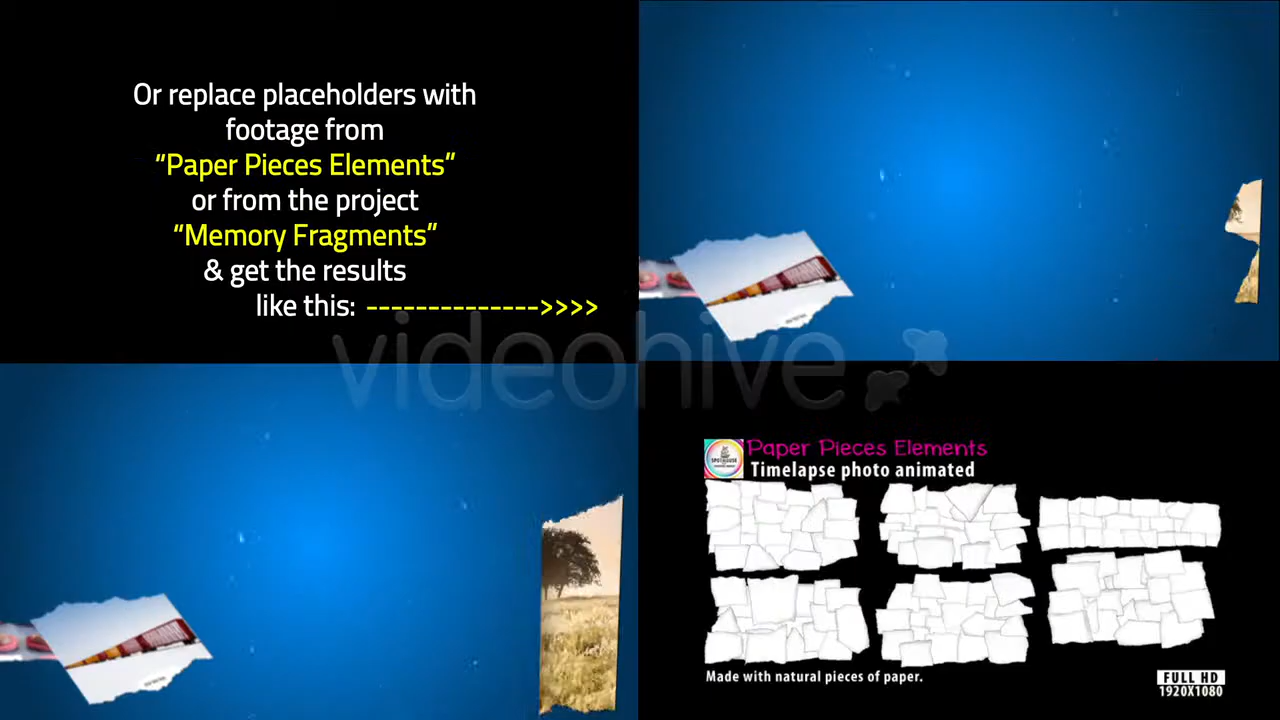 Or replace placeholders with
footage from
“Paper Pieces Elements”
or from the project
“Memory Fragments”
& get the results
like this: -------------->>>>
videohive
Paper Pieces Elements
Timelapse photo animated
Made with natural pieces of paper.
FULL HD
1920X1080